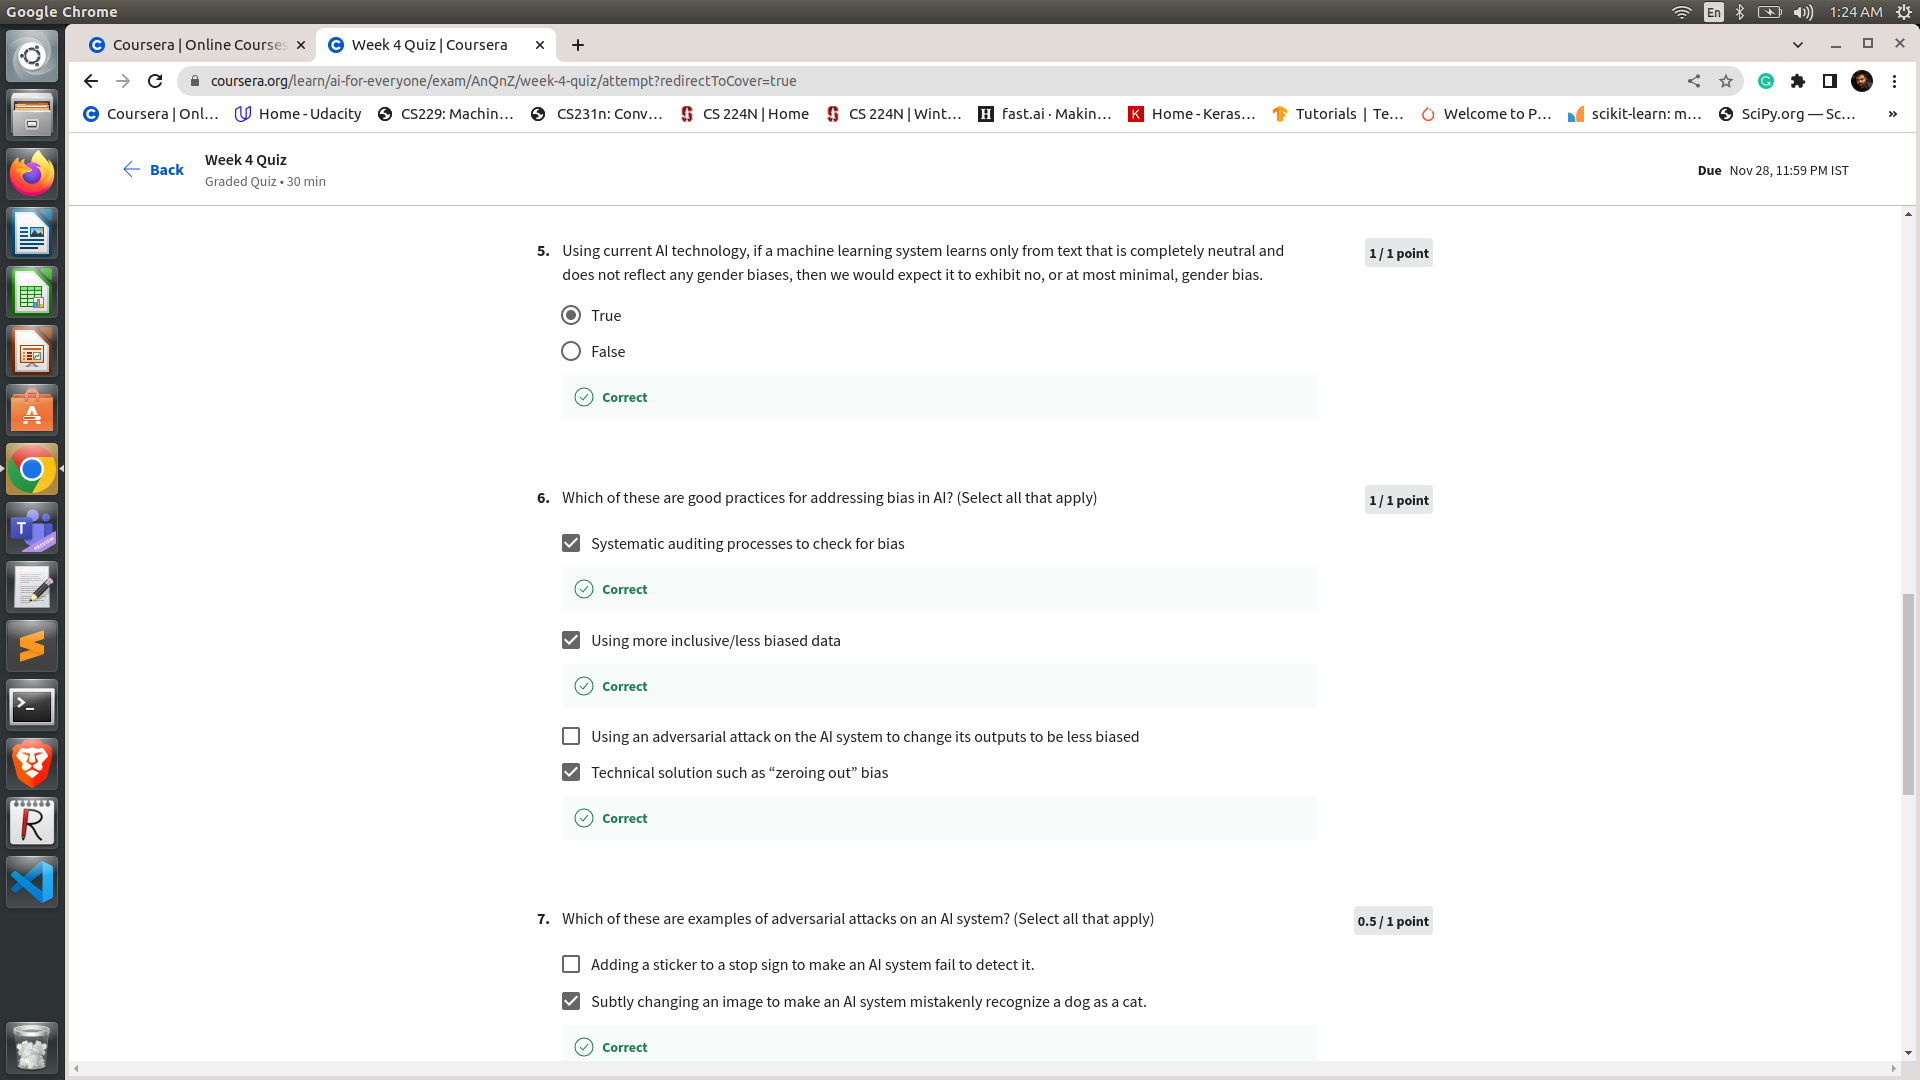 Google Chrome
En
1:24 AM
Coursera | Online Courses
Week 4 Quiz | Coursera
coursera.org/learn/ai-for-everyone/exam/AnQnZ/week-4-quiz/attempt?redirectToCover=true
Coursera | Onl...
Home - Udacity
CS229: Machin...
CS231n: Conv...
CS 224N | Home
CS 224N | Wint...
fast.ai · Makin...
Home - Keras...
Tutorials | Te...
Welcome to P...
scikit-learn: m...
SciPy.org — Sc...
»
Back
Week 4 Quiz
Graded Quiz • 30 min
Due Nov 28, 11:59 PM IST
5. Using current AI technology, if a machine learning system learns only from text that is completely neutral and
does not reflect any gender biases, then we would expect it to exhibit no, or at most minimal, gender bias.
1 / 1 point
True
False
Correct
6. Which of these are good practices for addressing bias in AI? (Select all that apply)
1 / 1 point
Systematic auditing processes to check for bias
Correct
Using more inclusive/less biased data
Correct
Using an adversarial attack on the AI system to change its outputs to be less biased
Technical solution such as “zeroing out” bias
Correct
7. Which of these are examples of adversarial attacks on an AI system? (Select all that apply)
0.5 / 1 point
Adding a sticker to a stop sign to make an AI system fail to detect it.
Subtly changing an image to make an AI system mistakenly recognize a dog as a cat.
Correct